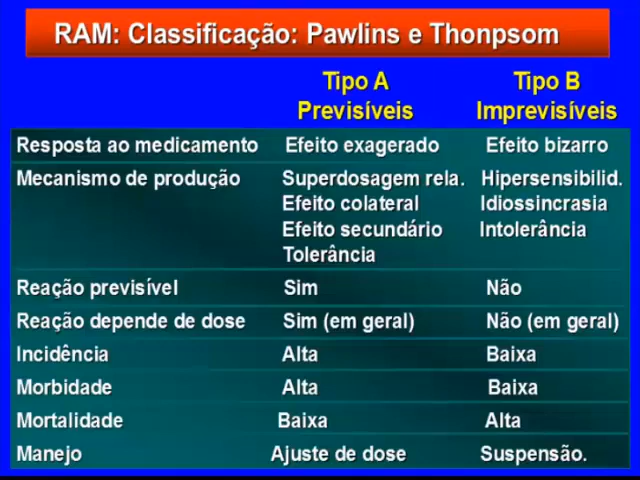 RAM: Classificação: Pawlins e Thonpsom
Tipo A Tipo B
Previsíveis Imprevisíveis
Resposta ao medicamento Efeito exagerado Efeito bizarro
Mecanismo de produção Superdosagem rela. Hipersensibilid.
Efeito colateral Idiossincrasia
Efeito secundário Intolerância
Tolerância
Reação previsível Sim Não
Reação depende de dose Sim (em geral) Não (em geral)
Incidência Alta Baixa
Morbidade Alta Baixa
Mortalidade Baixa Alta
Manejo Ajuste de dose Suspensão.